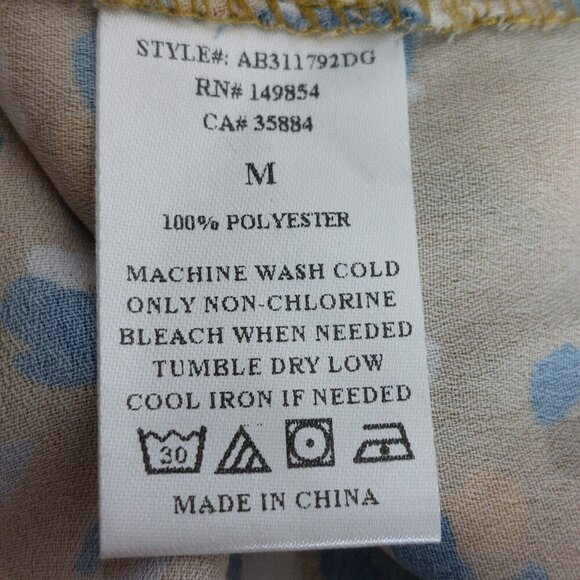 STYLE#: AB311792DG
RN# 149854
CA# 35884
M
100% POLYESTER
MACHINE WASH COLD
ONLY NON-CHLORINE
BLEACH WHEN NEEDED
TUMBLE DRY LOW
COOL IRON IF NEEDED
30
MADE IN CHINA